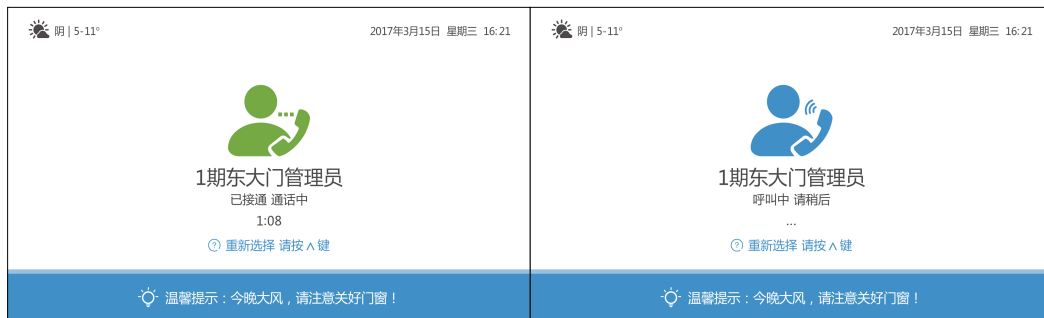 阴 | 5-11°
2017年3月15日 星期三 16:21
1期东大门管理员
已接通 通话中
1:08
? 重新选择 请按∧键
温馨提示：今晚大风，请注意关好门窗！
阴 | 5-11°
2017年3月15日 星期三 16:21
1期东大门管理员
呼叫中 请稍后
...
? 重新选择 请按∧键
温馨提示：今晚大风，请注意关好门窗！